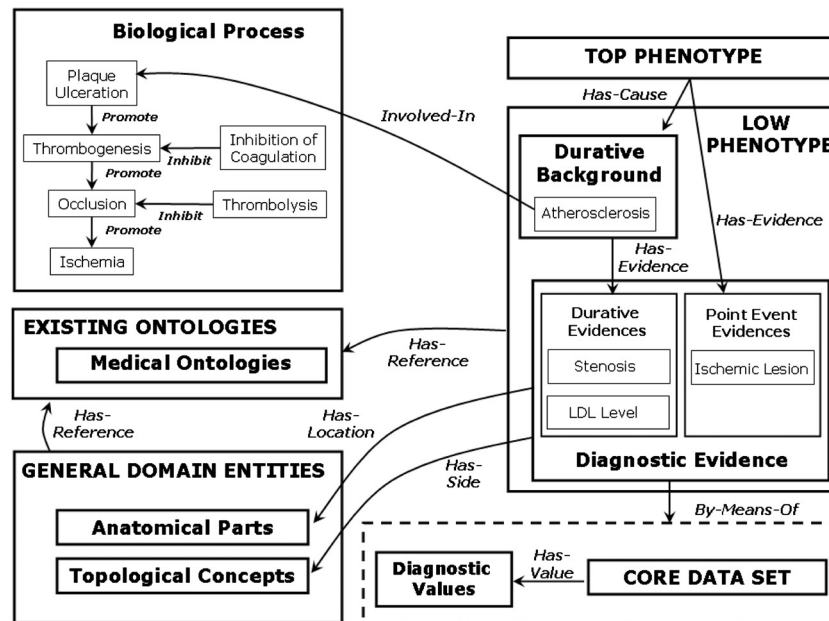 Biological Process
Plaque
Ulceration
Promote
Thrombogenesis
Inhibit
Inhibition of
Coagulation
Promote
Occlusion
Inhibit
Thrombolysis
Promote
Ischemia
Involved-In
TOP PHENOTYPE
Has-Cause
LOW
PHENOTYPE
Durative
Background
Atherosclerosis
Has-
Evidence
Has-Evidence
Durative
Evidences
Stenosis
LDL Level
Point Event
Evidences
Ischemic Lesion
Diagnostic Evidence
EXISTING ONTOLOGIES
Medical Ontologies
Has-
Reference
Has-
Reference
Has-
Location
Has-
Side
GENERAL DOMAIN ENTITIES
Anatomical Parts
Topological Concepts
By-Means-Of
Diagnostic
Values
Has-
Value
CORE DATA SET